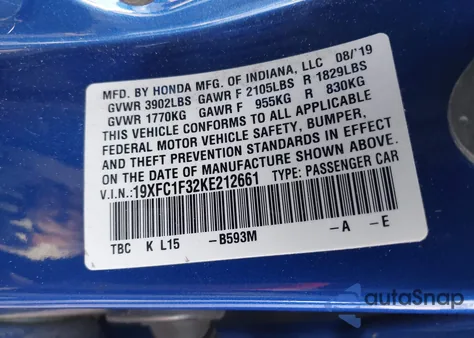 MFD. BY HONDA MFG. OF INDIANA, LLC 08/'19
GVWR 3902LBS GAWR F 2105LBS R 1829LBS
GVWR 1770KG GAWR F 955KG R 830KG
THIS VEHICLE CONFORMS TO ALL APPLICABLE
FEDERAL MOTOR VEHICLE SAFETY, BUMPER,
AND THEFT PREVENTION STANDARDS IN EFFECT
ON THE DATE OF MANUFACTURE SHOWN ABOVE.
V.I.N.:19XFC1F32KE212661 TYPE: PASSENGER CAR
TBC K L15 -B593M -A -E
autoSnap